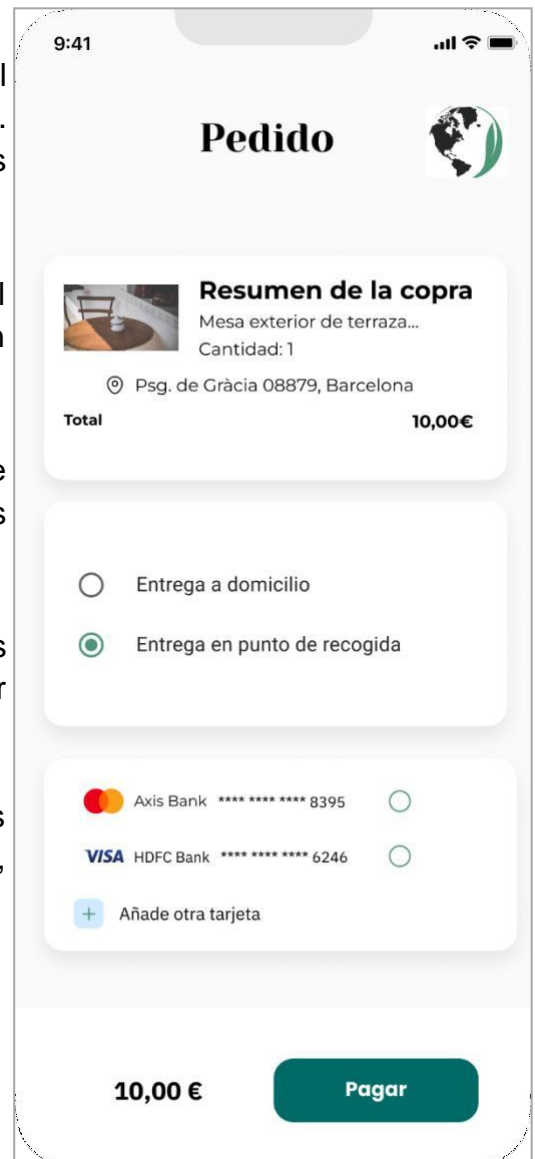 9:41
Pedido
Resumen de la copra
Mesa exterior de terraza...
Cantidad: 1
Psg. de Gràcia 08879, Barcelona
Total 10,00€
Entrega a domicilio
Entrega en punto de recogida
Axis Bank **** **** **** 8395
VISA HDFC Bank **** **** **** 6246
+ Añade otra tarjeta
10,00 € Pagar